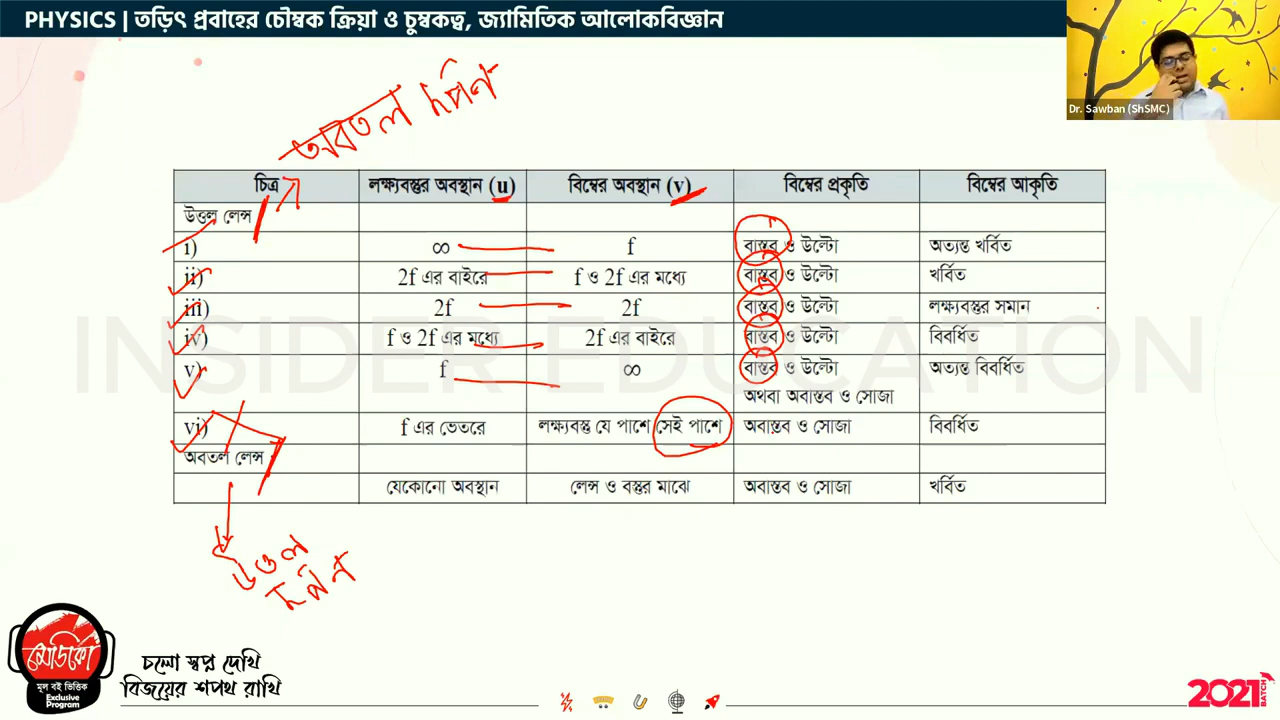 PHYSICS | তড়িৎ প্রবাহের চৌম্বক ক্রিয়া ও চুম্বকত্ব, জ্যামিতিক আলোকবিজ্ঞান
Dr. Sawban (ShSMC)
অবতল দর্পণ
চিত্র লক্ষ্যবস্তুর অবস্থান (u) বিম্বের অবস্থান (v) বিম্বের প্রকৃতি বিম্বের আকৃতি
উত্তল লেন্স
i) ∞ f বাস্তব ও উল্টো অত্যন্ত খর্বিত
ii) 2f এর বাইরে f ও 2f এর মধ্যে বাস্তব ও উল্টো খর্বিত
iii) 2f 2f বাস্তব ও উল্টো লক্ষ্যবস্তুর সমান
iv) f ও 2f এর মধ্যে 2f এর বাইরে বাস্তব ও উল্টো বিবর্ধিত
v) f ∞ বাস্তব ও উল্টো অত্যন্ত বিবর্ধিত
অথবা অবাস্তব ও সোজা
vi) f এর ভেতরে লক্ষ্যবস্তু যে পাশে সেই পাশে অবাস্তব ও সোজা বিবর্ধিত
অবতল লেন্স
যেকোনো অবস্থান লেন্স ও বস্তুর মাঝে অবাস্তব ও সোজা খর্বিত
INSIDER EDUCATION
উত্তল
দর্পণ
মেডিকো
মূল বই ভিত্তিক
Exclusive
Program
চলো স্বপ্ন দেখি
বিজয়ের শপথ রাখি
2021 BATCH